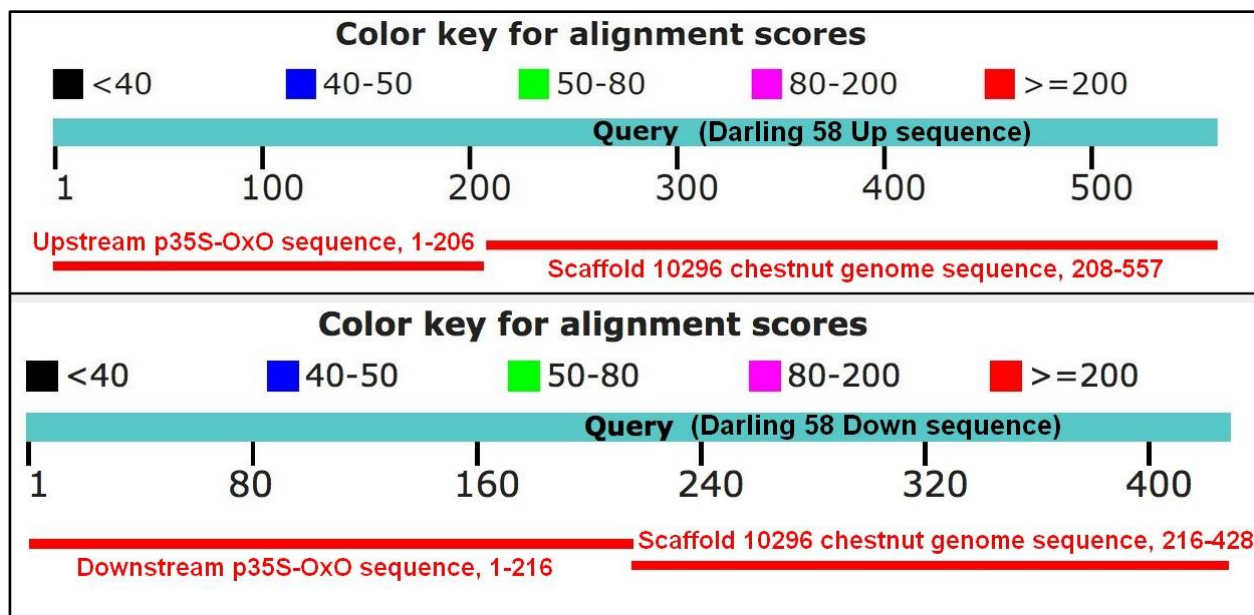 Color key for alignment scores
<40 40-50 50-80 80-200 >=200
Query (Darling 58 Up sequence)
1 100 200 300 400 500
Upstream p35S-OxO sequence, 1-206
Scaffold 10296 chestnut genome sequence, 208-557
Color key for alignment scores
<40 40-50 50-80 80-200 >=200
Query (Darling 58 Down sequence)
1 80 160 240 320 400
Scaffold 10296 chestnut genome sequence, 216-428
Downstream p35S-OxO sequence, 1-216